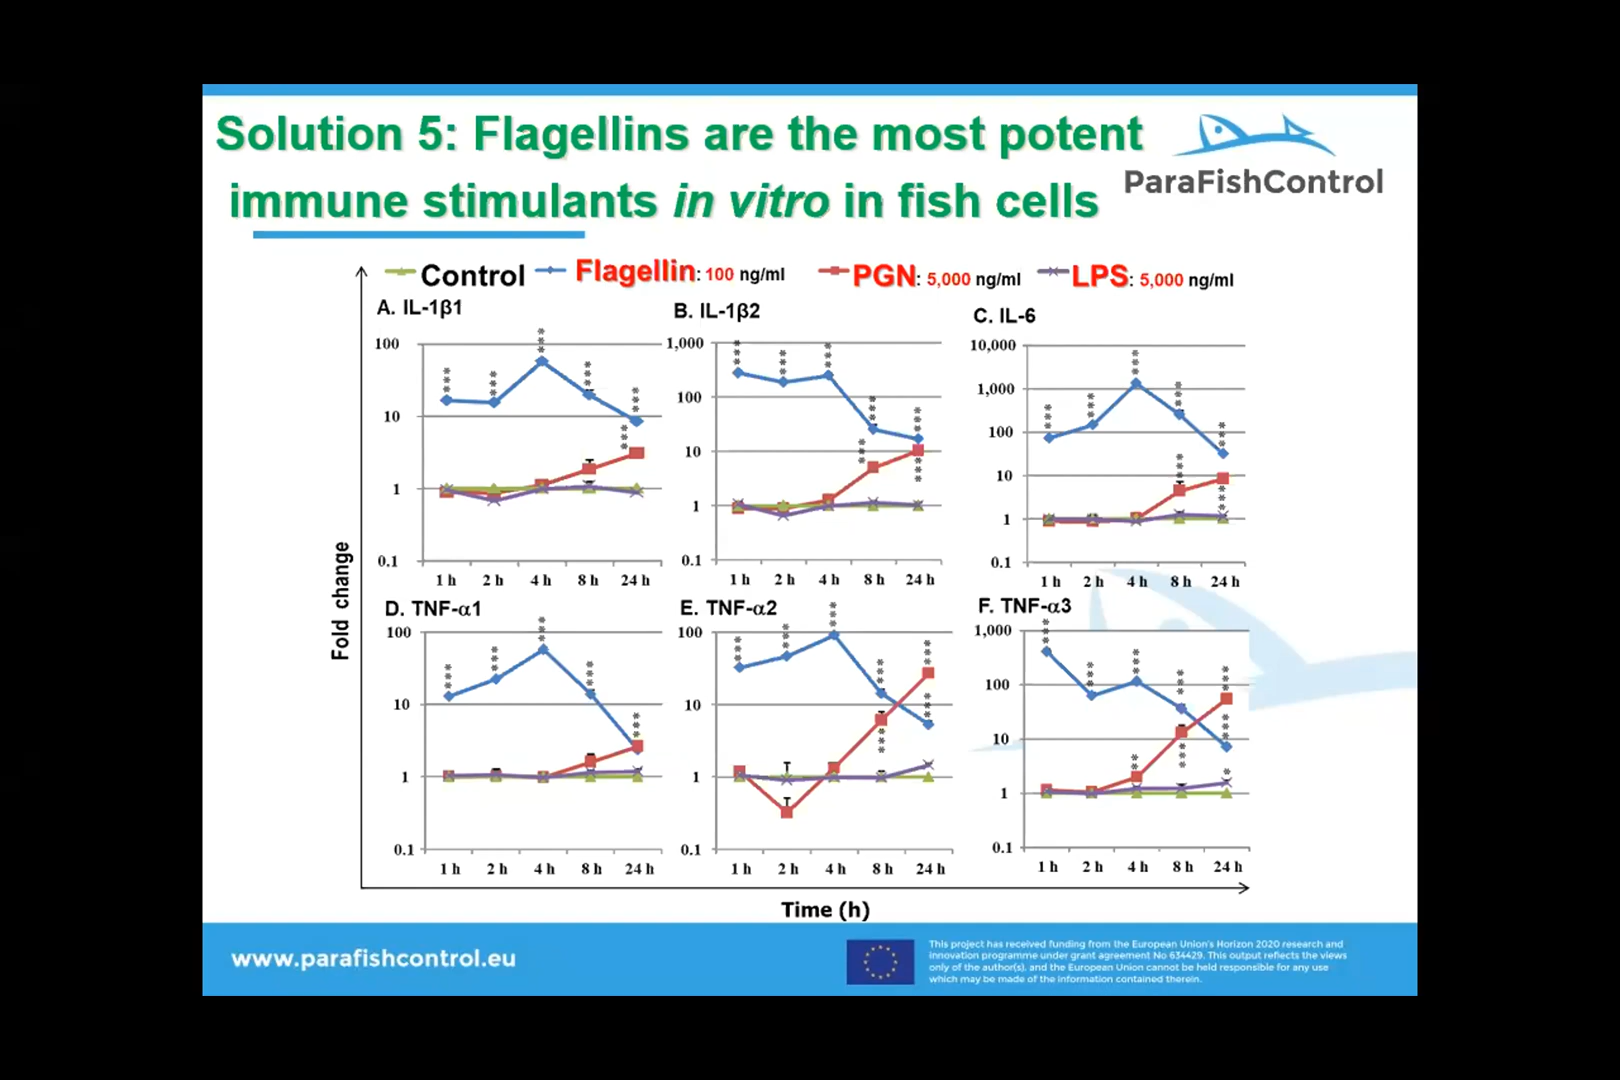 Solution 5: Flagellins are the most potent
immune stimulants in vitro in fish cells
ParaFishControl
Control Flagellin: 100 ng/ml PGN: 5,000 ng/ml LPS: 5,000 ng/ml
A. IL-1β1
100
10
1
0.1
1 h 2 h 4 h 8 h 24 h
B. IL-1β2
1,000
100
10
1
0.1
1 h 2 h 4 h 8 h 24 h
C. IL-6
10,000
1,000
100
10
1
0.1
1 h 2 h 4 h 8 h 24 h
Fold change
D. TNF-α1
100
10
1
0.1
1 h 2 h 4 h 8 h 24 h
E. TNF-α2
100
10
1
0.1
1 h 2 h 4 h 8 h 24 h
F. TNF-α3
1,000
100
10
1
0.1
1 h 2 h 4 h 8 h 24 h
Time (h)
www.parafishcontrol.eu
This project has received funding from the European Union's Horizon 2020 research and
innovation programme under grant agreement No 634429. This output reflects the views
only of the author(s), and the European Union cannot be held responsible for any use
which may be made of the information contained therein.